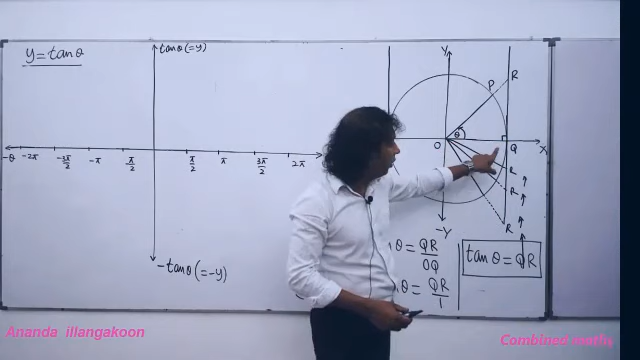 y = tanθ
tanθ(=y)
-θ -2π -3π/2 -π π/2 π/2 π 3π/2 2π
-tanθ(=-y)
Y
P R
θ
O Q X
R
R
R
-Y
θ = QR/OQ
θ = QR/1
tan θ = QR
Ananda illangakoon
Combined maths